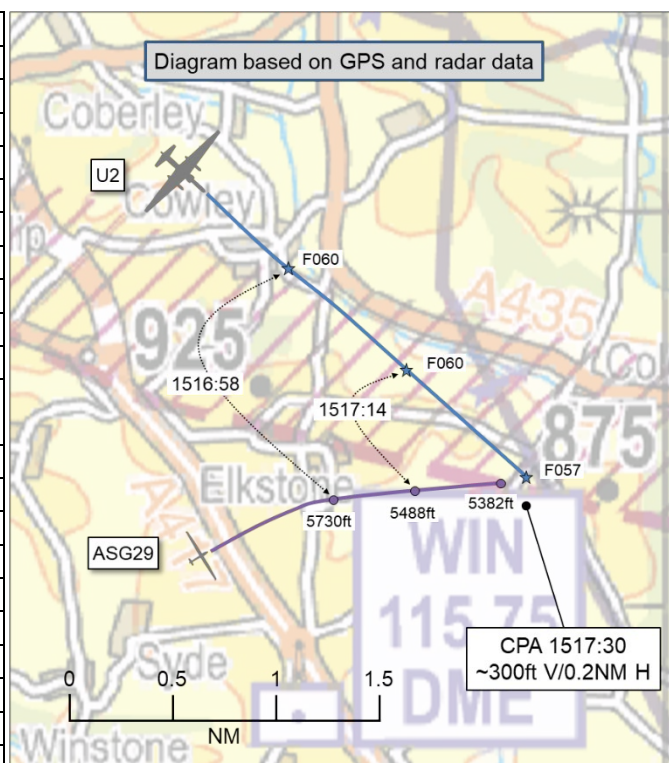 Diagram based on GPS and radar data
Coberley
U2
Cowley
F060
A435
925
F060
1516:58
1517:14
875
Elkstone
F057
5382ft
5488ft
5730ft
A417
ASG29
WIN
115.75
DME
CPA 1517:30
~300ft V/0.2NM H
Syde
0 0.5 1 1.5
NM
Winstone